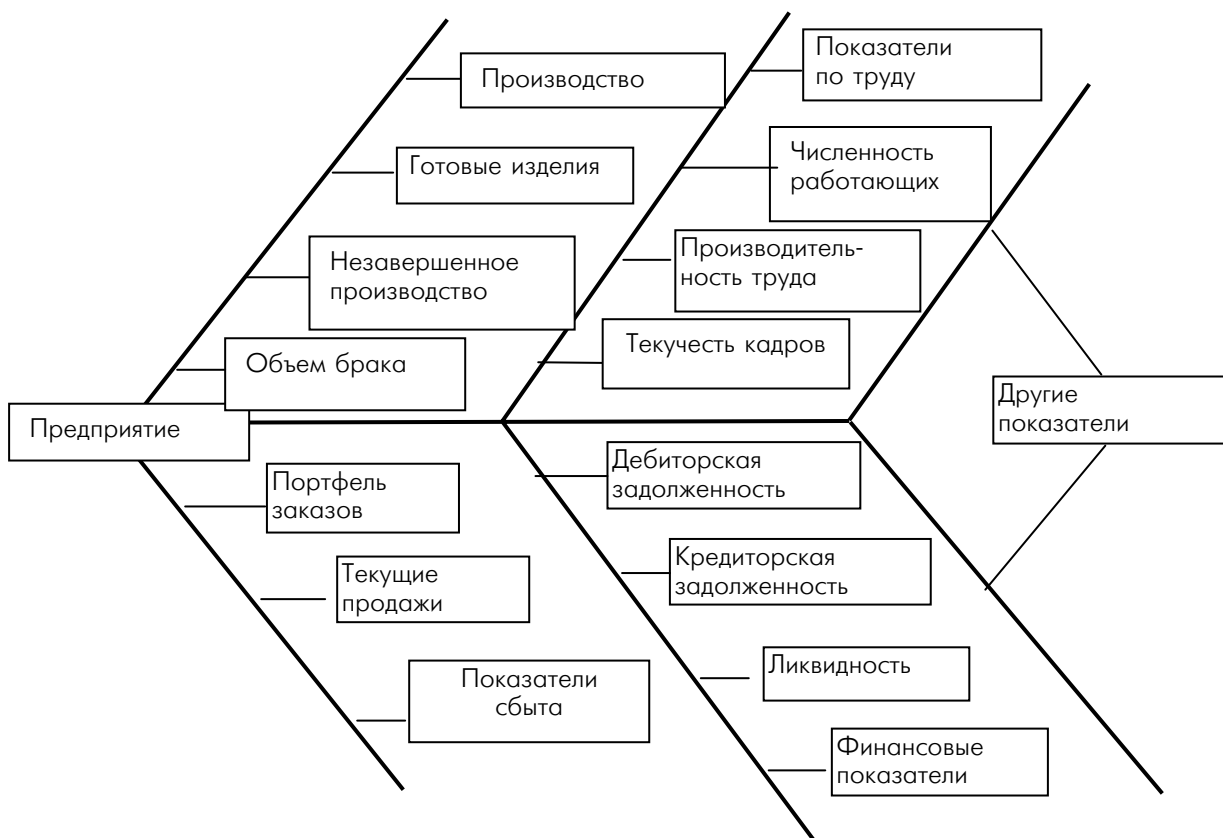 Производство
Готовые изделия
Незавершенное
производство
Объем брака
Предприятие
Показатели
по труду
Численность
работающих
Производитель-
ность труда
Текучесть кадров
Другие
показатели
Портфель
заказов
Текущие
продажи
Показатели
сбыта
Дебиторская
задолженность
Кредиторская
задолженность
Ликвидность
Финансовые
показатели